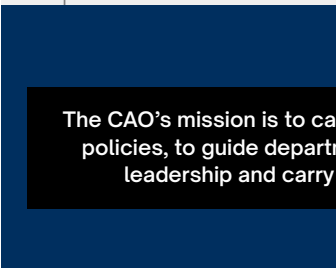 The CAO’s mission is to
policies, to guide
leadership and carry